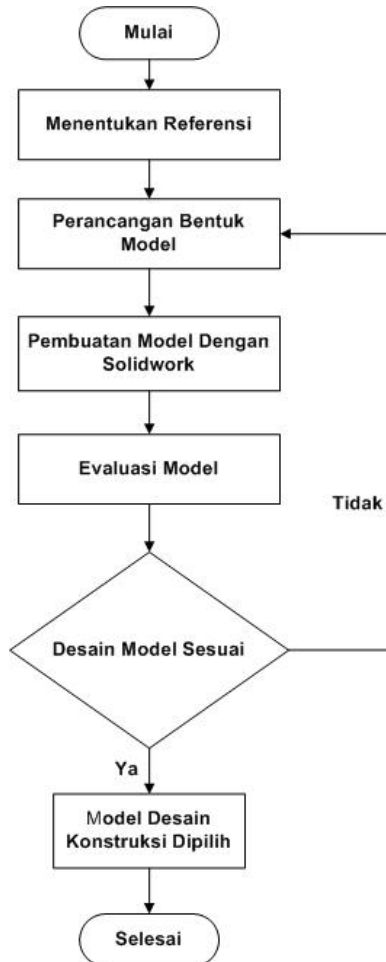 Mulai
Menentukan Referensi
Perancangan Bentuk
Model
Pembuatan Model Dengan
Solidwork
Evaluasi Model
Tidak
Desain Model Sesuai
Ya
Model Desain
Konstruksi Dipilih
Selesai